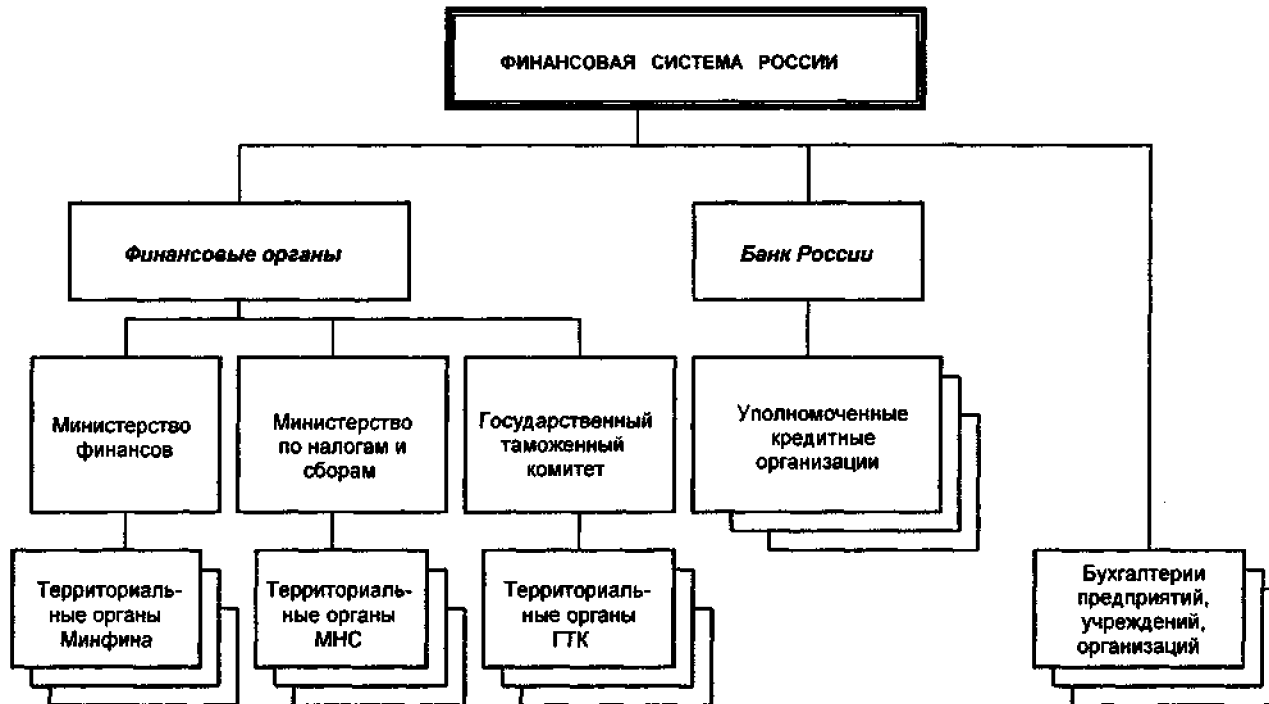 ФИНАНСОВАЯ СИСТЕМА РОССИИ
Финансовые органы
Банк России
Министерство
финансов
Министерство
по налогам и
сборам
Государственный
таможенный
комитет
Уполномоченные
кредитные
организации
Территориаль-
ные органы
Минфина
Территориаль-
ные органы
МНС
Территориаль-
ные органы
ГТК
Бухгалтерии
предприятий,
учреждений,
организаций